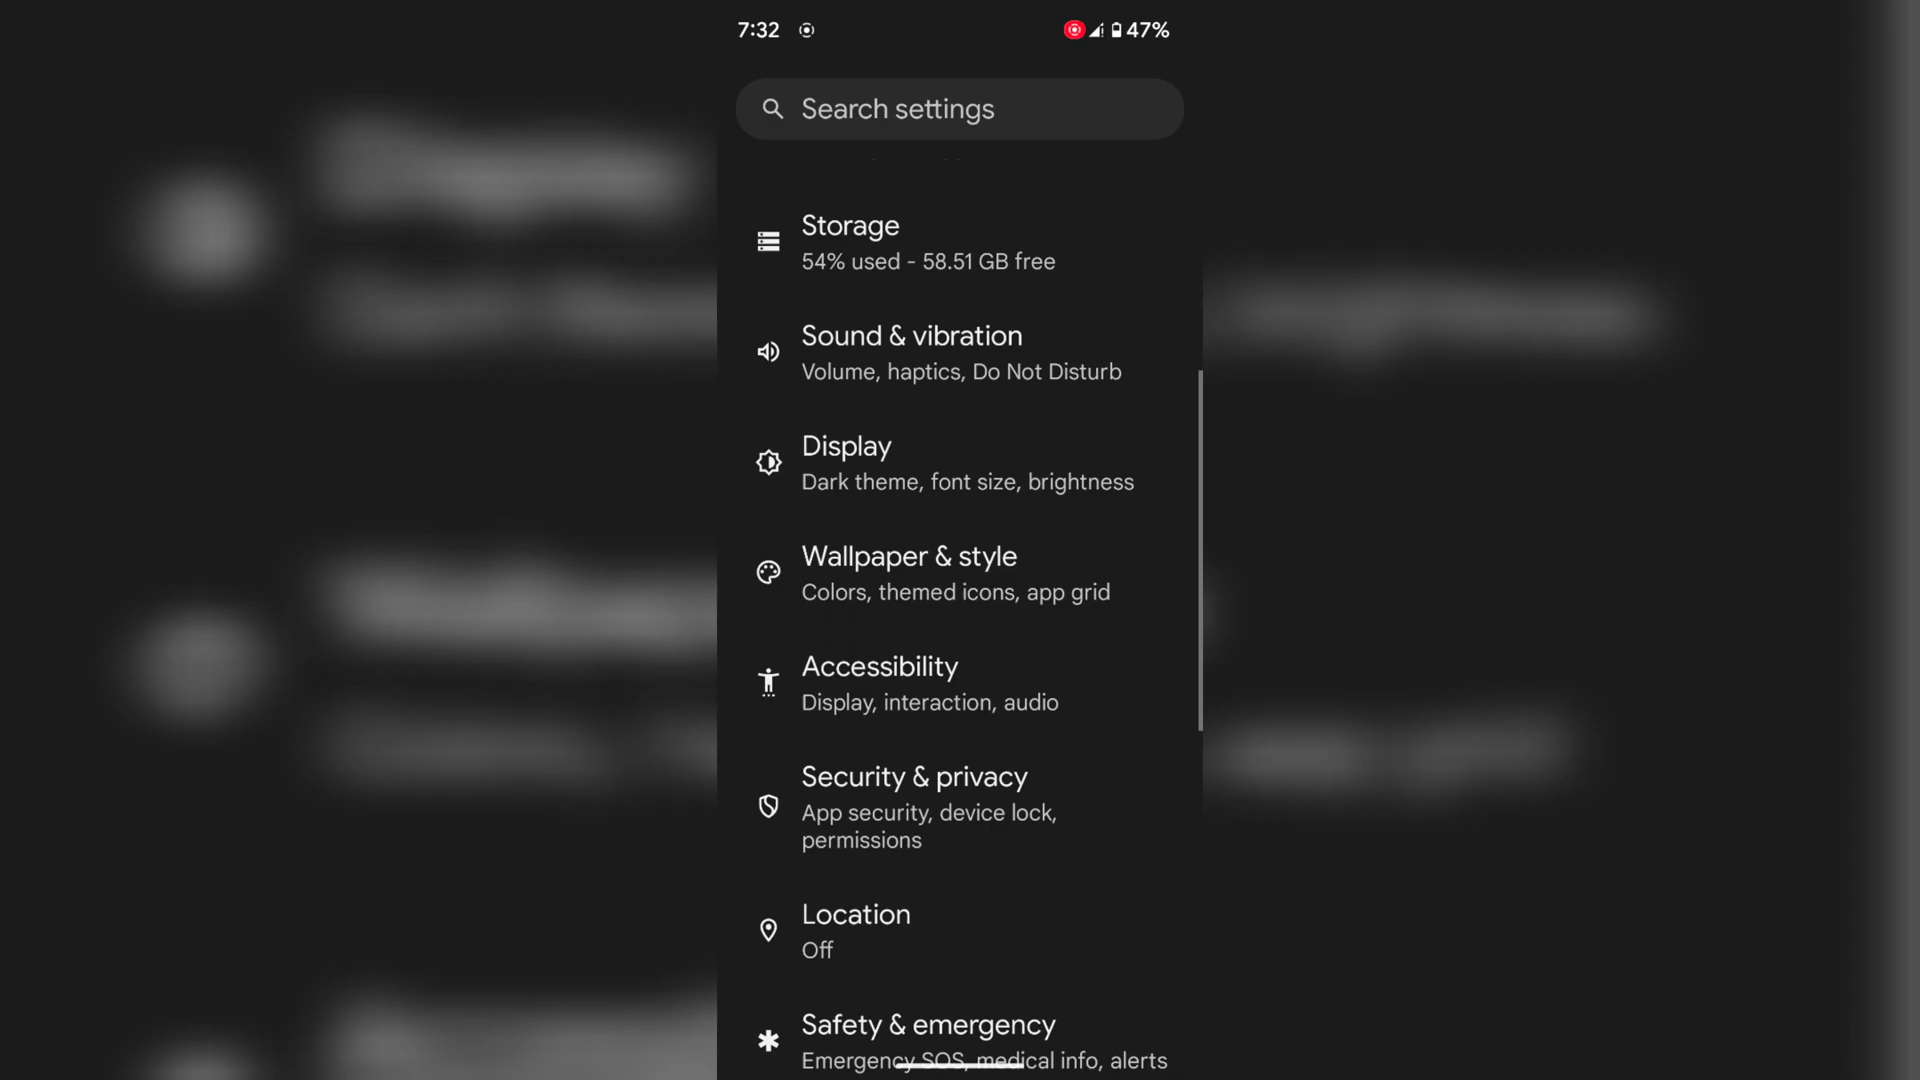 7:32
47%
Search settings
Storage
54% used - 58.51 GB free
Sound & vibration
Volume, haptics, Do Not Disturb
Display
Dark theme, font size, brightness
Wallpaper & style
Colors, themed icons, app grid
Accessibility
Display, interaction, audio
Security & privacy
App security, device lock,
permissions
Location
Off
Safety & emergency
Emergency SOS, medical info, alerts